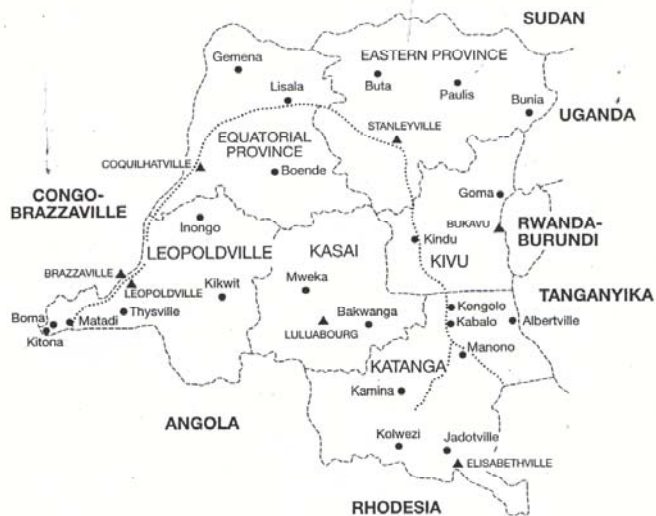 SUDAN
EASTERN PROVINCE
Gemena
Buta
Paulis
Lisala
Bunia
UGANDA
STANLEYVILLE
EQUATORIAL
PROVINCE
COQUILHATVILLE
Boende
CONGO-
BRAZZAVILLE
Goma
Inongo
BUKAVU
RWANDA-
BURUNDI
Kindu
LEOPOLDVILLE
KASAI
KIVU
BRAZZAVILLE
Mweka
LEOPOLDVILLE
Kikwit
TANGANYIKA
Boma
Matadi
Thysville
Bakwanga
Kongolo
Kitona
LULUABOURG
Kabalo
Albertville
Manono
KATANGA
Kamina
ANGOLA
Kolwezi
Jadotville
ELISABETHVILLE
RHODESIA